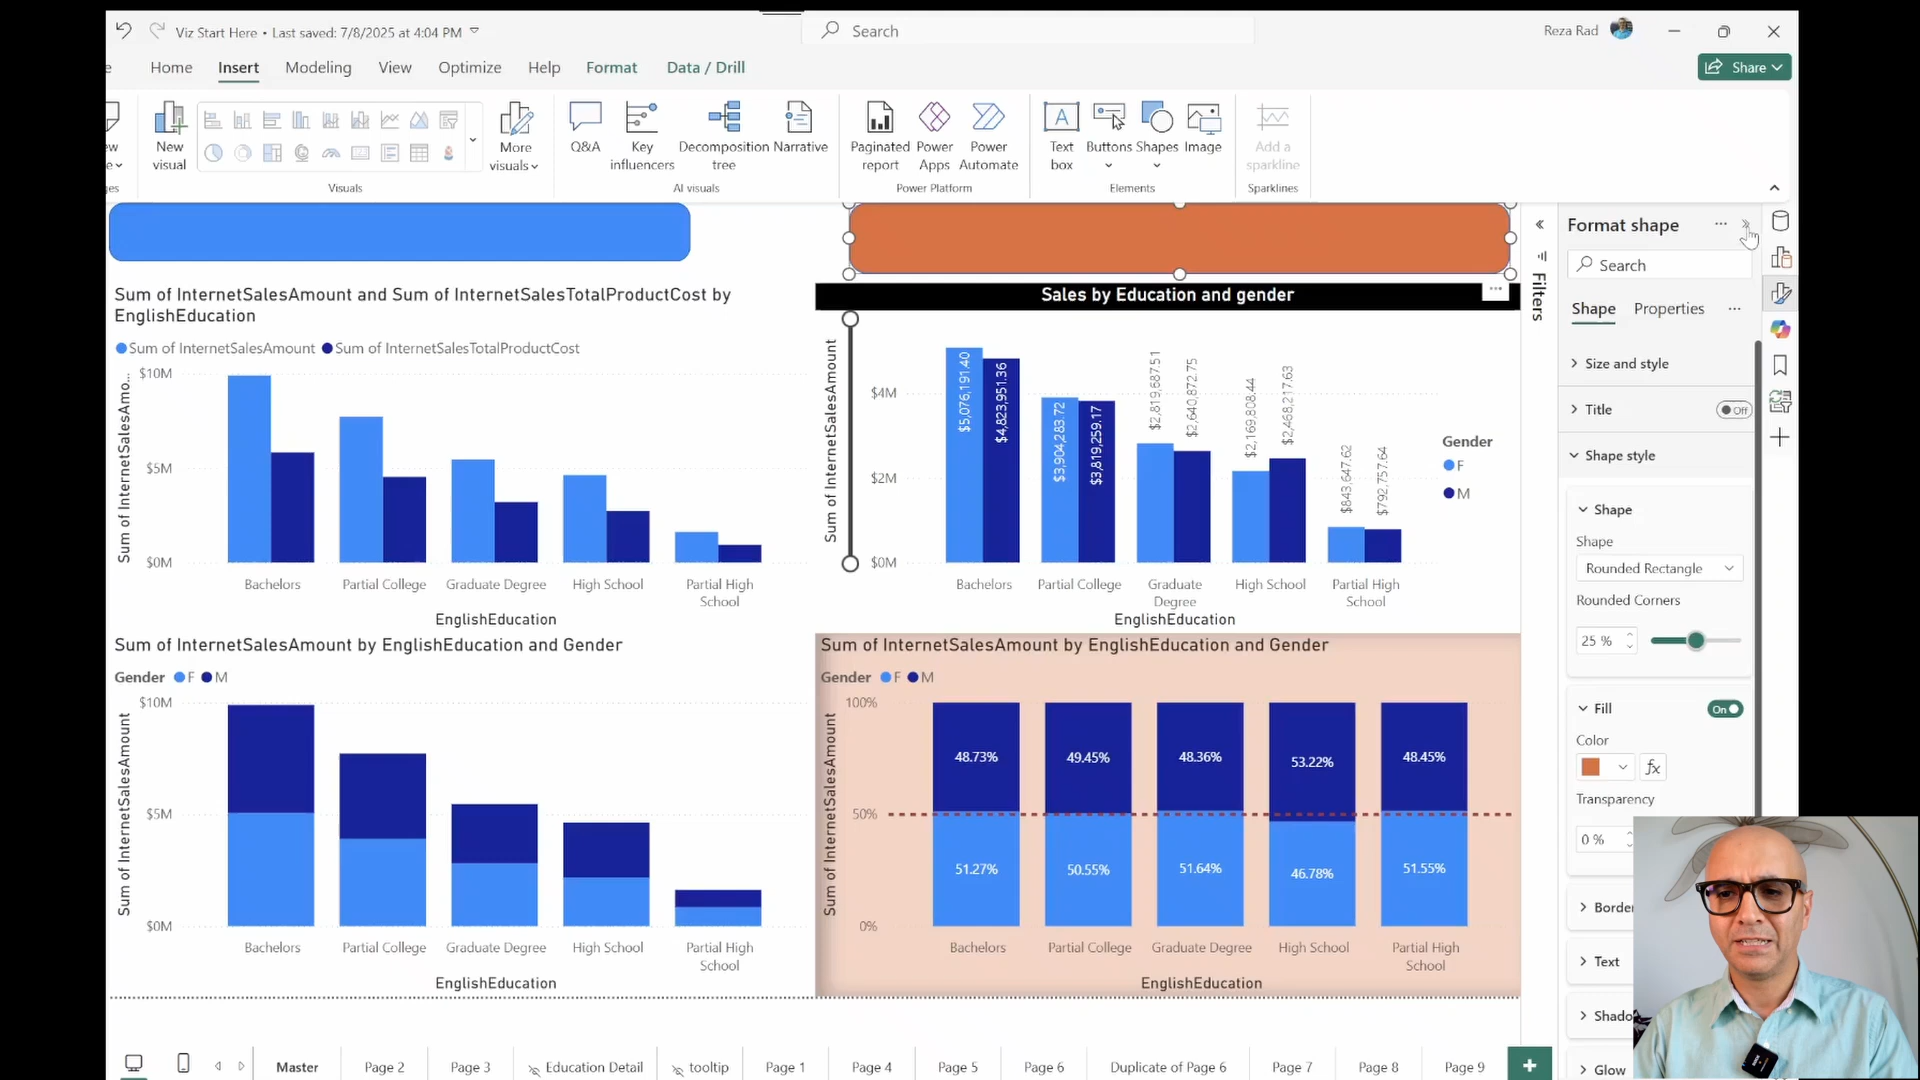 Viz Start Here • Last saved: 7/8/2025 at 4:04 PM
Search
Reza Rad
Home Insert Modeling View Optimize Help Format Data / Drill
Share
New visual
More visuals
Visuals
Q&A
Key influencers
Decomposition tree
Narrative
AI visuals
Paginated report
Power Apps
Power Automate
Power Platform
Text box
Buttons
Shapes
Image
Elements
Add a sparkline
Sparklines
Sum of InternetSalesAmount and Sum of InternetSalesTotalProductCost by
EnglishEducation
Sum of InternetSalesAmount Sum of InternetSalesTotalProductCost
Sum of InternetSalesAmo...
$10M
$5M
$0M
Bachelors Partial College Graduate Degree High School Partial High School
EnglishEducation
Sales by Education and gender
Sum of InternetSalesAmount
$4M
$2M
$0M
$5,076,191.40
$4,823,951.36
$3,904,283.72
$3,819,259.17
$2,819,687.51
$2,640,872.75
$2,169,808.44
$2,468,217.63
$843,647.62
$792,757.64
Gender
F
M
Bachelors Partial College Graduate Degree High School Partial High School
EnglishEducation
Sum of InternetSalesAmount by EnglishEducation and Gender
Gender F M
Sum of InternetSalesAmount
$10M
$5M
$0M
Bachelors Partial College Graduate Degree High School Partial High School
EnglishEducation
Sum of InternetSalesAmount by EnglishEducation and Gender
Gender F M
Sum of InternetSalesAmount
100%
50%
0%
48.73% 49.45% 48.36% 53.22% 48.45%
51.27% 50.55% 51.64% 46.78% 51.55%
Bachelors Partial College Graduate Degree High School Partial High School
EnglishEducation
Filters
Format shape
Search
Shape Properties
Size and style
Title Off
Shape style
Shape
Shape
Rounded Rectangle
Rounded Corners
25 %
Fill On
Color
fx
Transparency
0 %
Borde
Text
Shado
Glow
Master Page 2 Page 3 Education Detail tooltip Page 1 Page 4 Page 5 Page 6 Duplicate of Page 6 Page 7 Page 8 Page 9